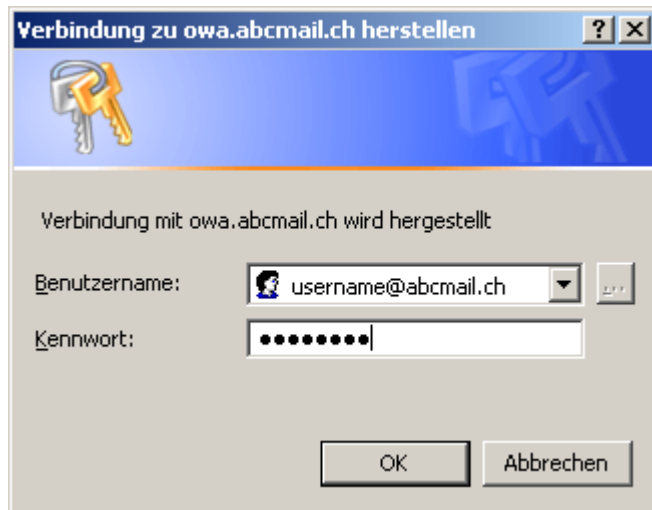 Verbindung zu owa.abcmail.ch herstellen
Verbindung mit owa.abcmail.ch wird hergestellt
Benutzername: username@abcmail.ch ...
Kennwort: ●●●●●●●●
OK Abbrechen